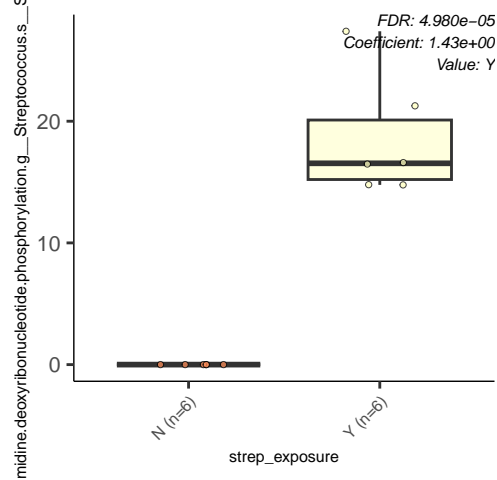 FDR: 4.980e−05
Coefficient: 1.43e+00
Value: Y
midine.deoxyribonucleotide.phosphorylation.g__Streptococcus.s__S
20
10
0
N (n=6)
Y (n=6)
strep_exposure